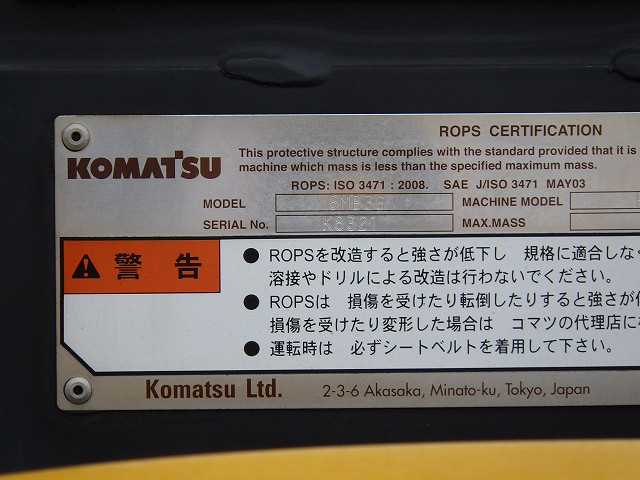 ROPS CERTIFICATION
KOMATSU
This protective structure complies with the standard provided that it is
machine which mass is less than the specified maximum mass.
ROPS: ISO 3471 : 2008. SAE J/ISO 3471 MAY03
MODEL MACHINE MODEL
SERIAL No. K8321 MAX.MASS
警告
● ROPSを改造すると強さが低下し 規格に適合しなく
溶接やドリルによる改造は行わないでください。
● ROPSは 損傷を受けたり転倒したりすると強さが低
損傷を受けたり変形した場合は コマツの代理店に
● 運転時は 必ずシートベルトを着用して下さい。
Komatsu Ltd. 2-3-6 Akasaka, Minato-ku, Tokyo, Japan